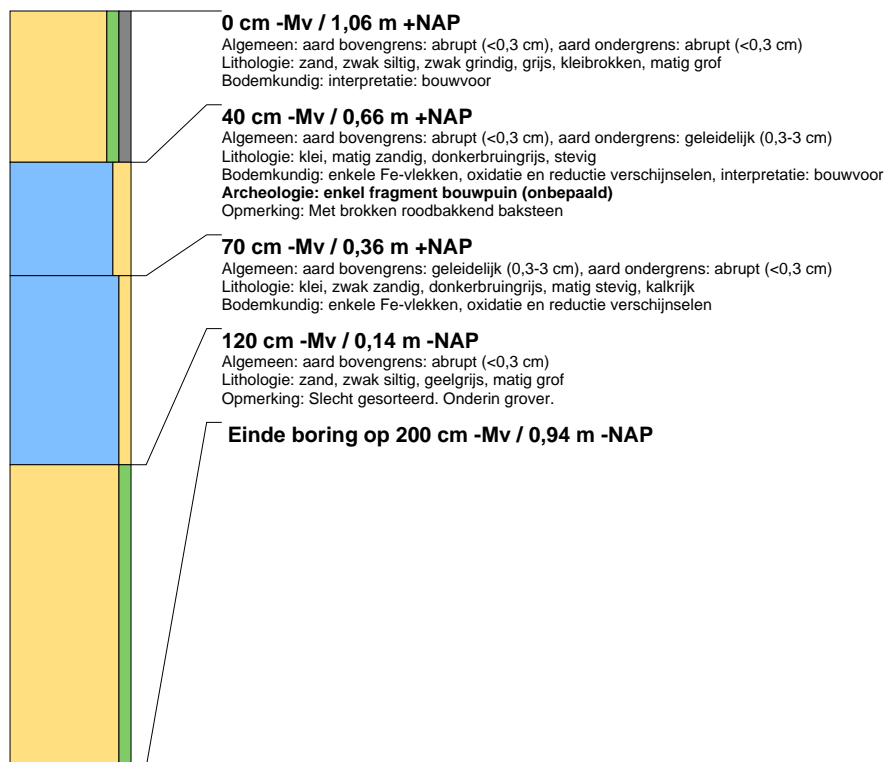 0 cm -Mv / 1,06 m +NAP
Algemeen: aard bovengrens: abrupt (<0,3 cm), aard ondergrens: abrupt (<0,3 cm)
Lithologie: zand, zwak siltig, zwak grindig, grijs, kleibrokken, matig grof
Bodemkundig: interpretatie: bouwvoor
40 cm -Mv / 0,66 m +NAP
Algemeen: aard bovengrens: abrupt (<0,3 cm), aard ondergrens: geleidelijk (0,3-3 cm)
Lithologie: klei, matig zandig, donkerbruingrijs, stevig
Bodemkundig: enkele Fe-vlekken, oxidatie en reductie verschijnselen, interpretatie: bouwvoor
Archeologie: enkel fragment bouwpuin (onbepaald)
Opmerking: Met brokken roodbakkend baksteen
70 cm -Mv / 0,36 m +NAP
Algemeen: aard bovengrens: geleidelijk (0,3-3 cm), aard ondergrens: abrupt (<0,3 cm)
Lithologie: klei, zwak zandig, donkerbruingrijs, matig stevig, kalkrijk
Bodemkundig: enkele Fe-vlekken, oxidatie en reductie verschijnselen
120 cm -Mv / 0,14 m -NAP
Algemeen: aard bovengrens: abrupt (<0,3 cm)
Lithologie: zand, zwak siltig, geelgrijs, matig grof
Opmerking: Slecht gesorteerd. Onderin grover.
Einde boring op 200 cm -Mv / 0,94 m -NAP